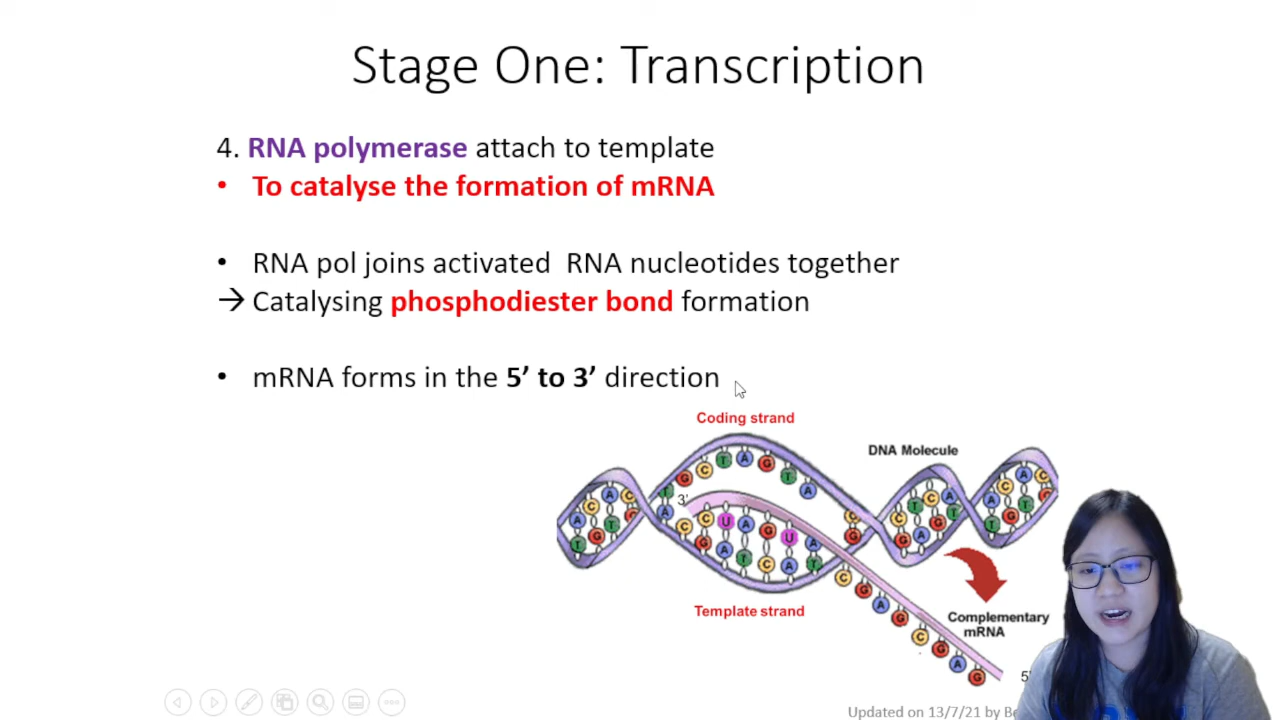 Stage One: Transcription
4. RNA polymerase attach to template
• To catalyse the formation of mRNA
• RNA pol joins activated  RNA nucleotides together
→ Catalysing phosphodiester bond formation
• mRNA forms in the 5’ to 3’ direction
Coding strand
DNA Molecule
3'
Template strand
Complementary
mRNA
5'
Updated on 13/7/21 by